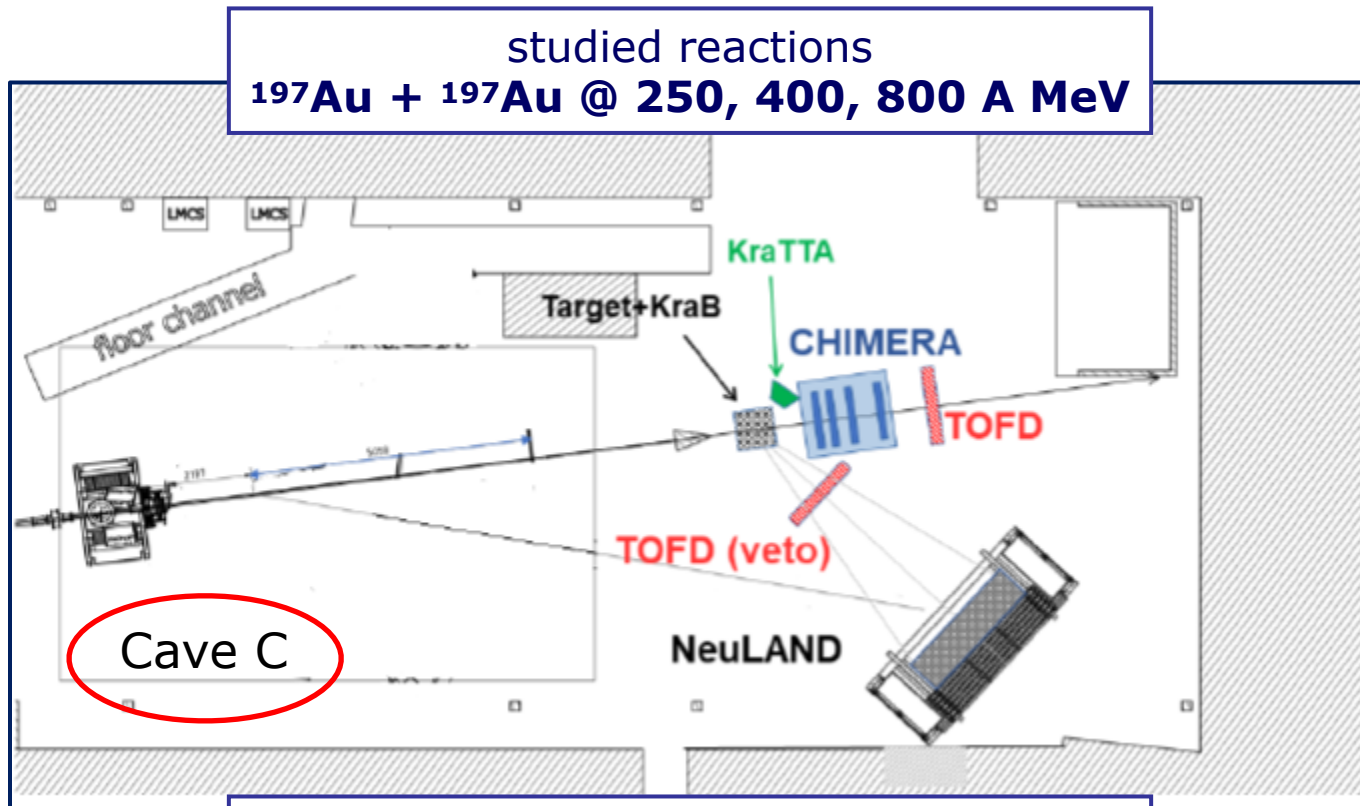 studied reactions
¹⁹⁷Au + ¹⁹⁷Au @ 250, 400, 800 A MeV
LMCS LMCS
floor channel
KraTTA
Target+KraB
CHIMERA
TOFD
TOFD (veto)
NeuLAND
Cave C